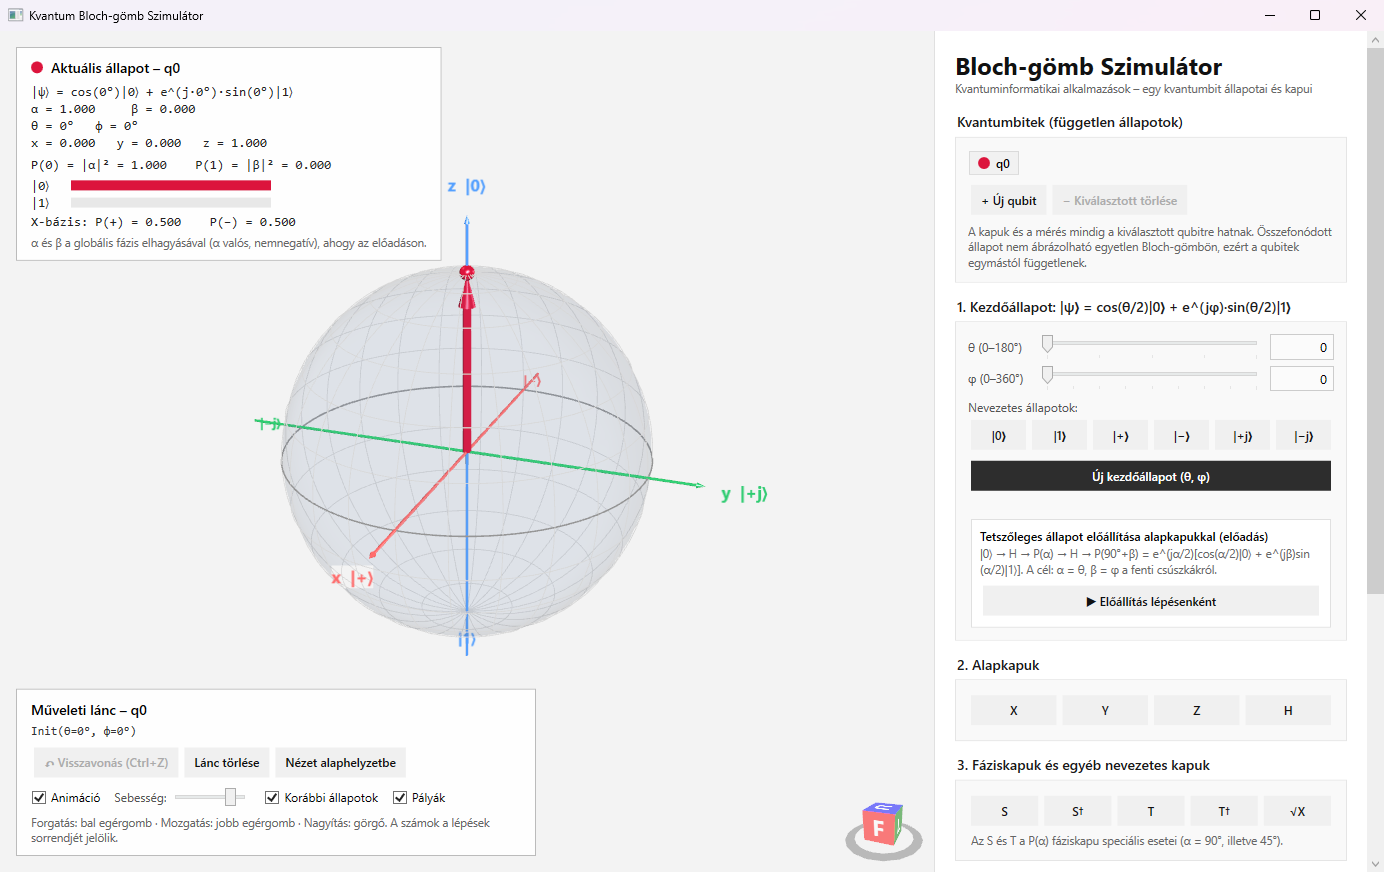 Kvantum Bloch-gömb Szimulátor
Aktuális állapot – q0
|ψ⟩ = cos(0°)|0⟩ + e^(j·0°)·sin(0°)|1⟩
α = 1.000 β = 0.000
θ = 0° ϕ = 0°
x = 0.000 y = 0.000 z = 1.000
P(0) = |α|² = 1.000 P(1) = |β|² = 0.000
|0⟩
|1⟩
X-bázis: P(+) = 0.500 P(−) = 0.500
α és β a globális fázis elhagyásával (α valós, nemnegatív), ahogy az előadáson.
z |0⟩
|−⟩
|−j⟩
y |+j⟩
x |+⟩
|1⟩
Műveleti lánc – q0
Init(θ=0°, ϕ=0°)
↶ Visszavonás (Ctrl+Z)
Lánc törlése
Nézet alaphelyzetbe
Animáció
Sebesség:
Korábbi állapotok
Pályák
Forgatás: bal egérgomb · Mozgatás: jobb egérgomb · Nagyítás: görgő. A számok a lépések
sorrendjét jelölik.
F
Bloch-gömb Szimulátor
Kvantuminformatikai alkalmazások – egy kvantumbit állapotai és kapui
Kvantumbitek (független állapotok)
q0
+ Új qubit
− Kiválasztott törlése
A kapuk és a mérés mindig a kiválasztott qubitre hatnak. Összefonódott
állapot nem ábrázolható egyetlen Bloch-gömbön, ezért a qubitek
egymástól függetlenek.
1. Kezdőállapot: |ψ⟩ = cos(θ/2)|0⟩ + e^(jφ)·sin(θ/2)|1⟩
θ (0–180°)
0
φ (0–360°)
0
Nevezetes állapotok:
|0⟩
|1⟩
|+⟩
|−⟩
|+j⟩
|−j⟩
Új kezdőállapot (θ, φ)
Tetszőleges állapot előállítása alapkapukkal (előadás)
|0⟩ → H → P(α) → H → P(90°+β) = e^(jα/2)[cos(α/2)|0⟩ + e^(jβ)sin
(α/2)|1⟩]. A cél: α = θ, β = φ a fenti csúszkákról.
▶ Előállítás lépésenként
2. Alapkapuk
X
Y
Z
H
3. Fáziskapuk és egyéb nevezetes kapuk
S
S†
T
T†
√X
Az S és T a P(α) fáziskapu speciális esetei (α = 90°, illetve 45°).